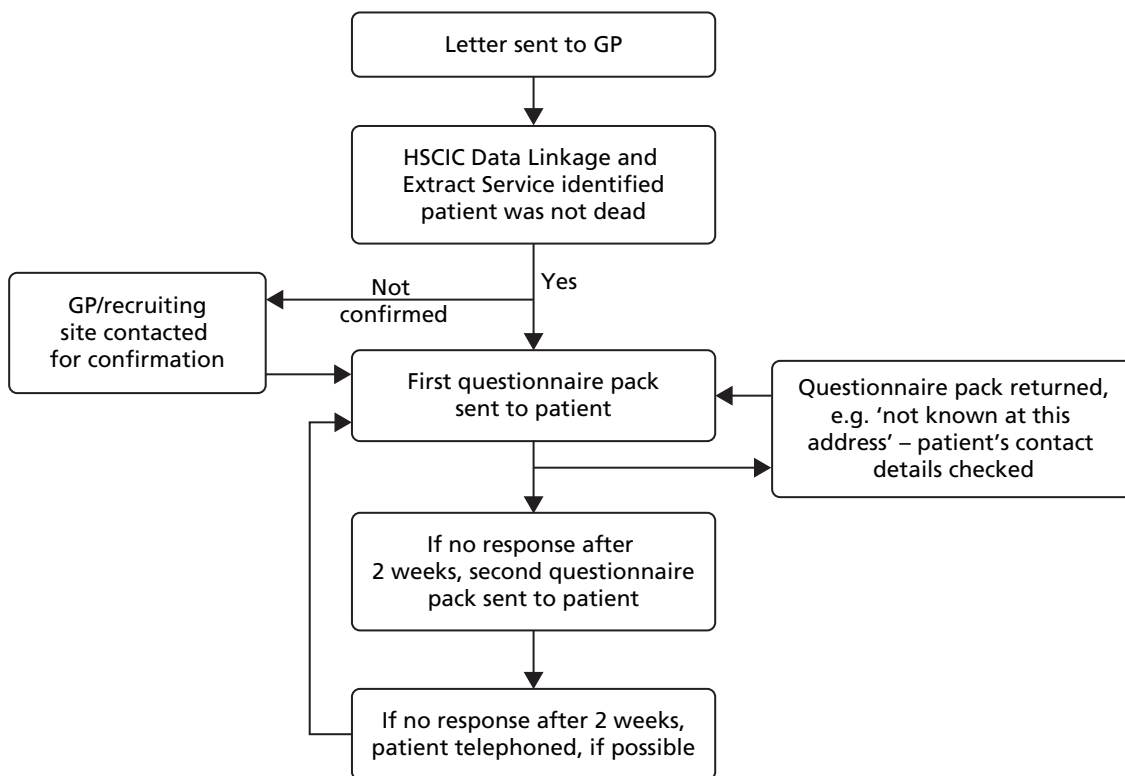 Letter sent to GP
HSCIC Data Linkage and
Extract Service identified
patient was not dead
Yes
Not
confirmed
GP/recruiting
site contacted
for confirmation
First questionnaire pack
sent to patient
Questionnaire pack returned,
e.g. ‘not known at this
address’ – patient’s contact
details checked
If no response after
2 weeks, second questionnaire
pack sent to patient
If no response after 2 weeks,
patient telephoned, if possible